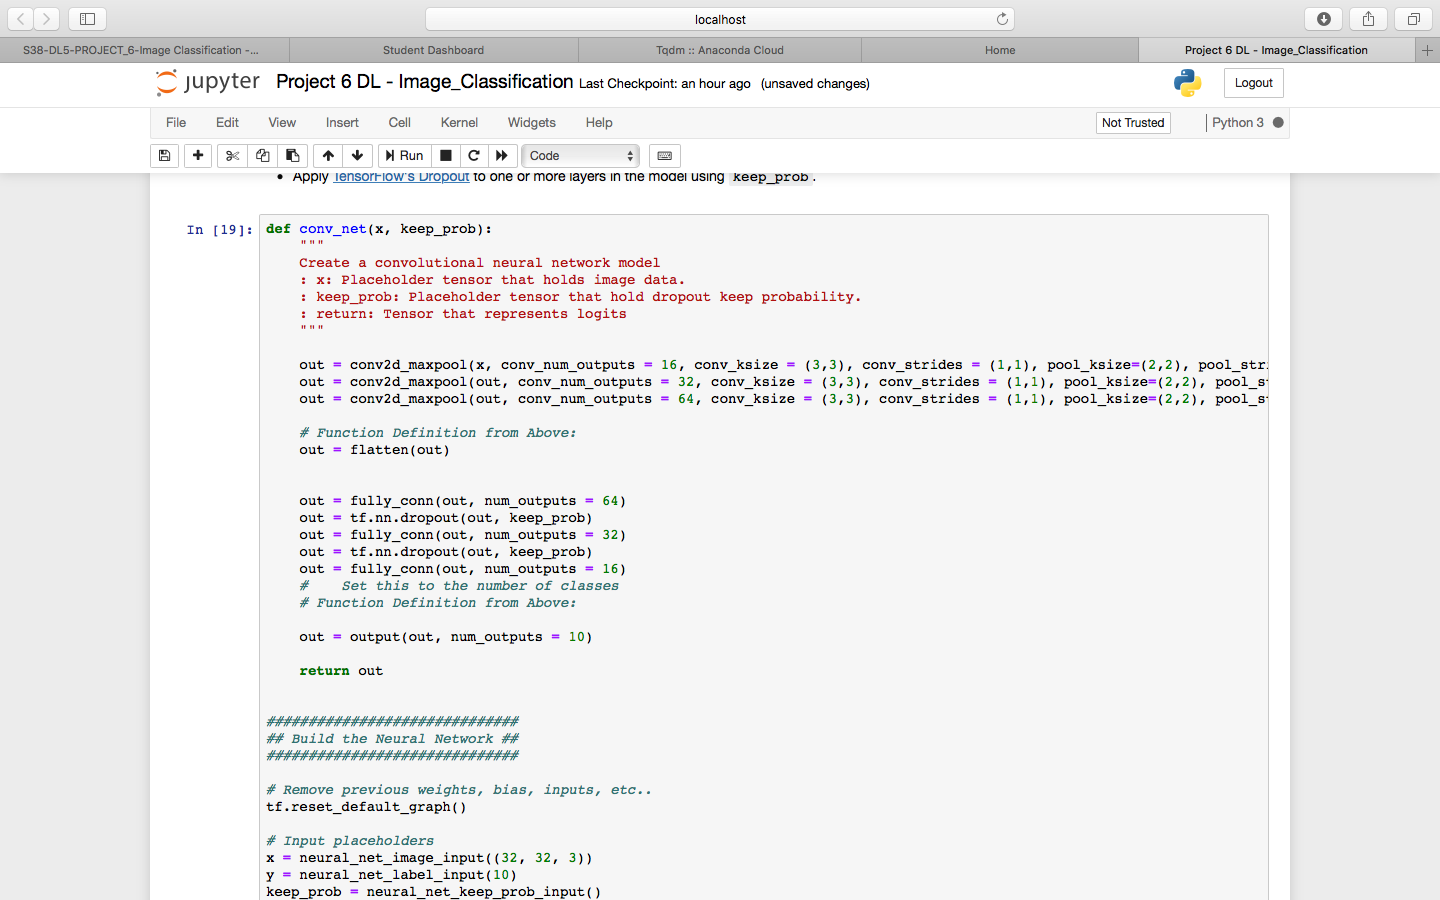 localhost
S38-DL5-PROJECT_6-Image Classification -...
Student Dashboard
Tqdm :: Anaconda Cloud
Home
Project 6 DL - Image_Classification
+
jupyter Project 6 DL - Image_Classification Last Checkpoint: an hour ago (unsaved changes)
Logout
File Edit View Insert Cell Kernel Widgets Help
Not Trusted
Python 3
Run
Code
• Apply TensorFlow's Dropout to one or more layers in the model using keep_prob.
In [19]:
def conv_net(x, keep_prob):
"""
Create a convolutional neural network model
: x: Placeholder tensor that holds image data.
: keep_prob: Placeholder tensor that hold dropout keep probability.
: return: Tensor that represents logits
"""
out = conv2d_maxpool(x, conv_num_outputs = 16, conv_ksize = (3,3), conv_strides = (1,1), pool_ksize=(2,2), pool_stri
out = conv2d_maxpool(out, conv_num_outputs = 32, conv_ksize = (3,3), conv_strides = (1,1), pool_ksize=(2,2), pool_s
out = conv2d_maxpool(out, conv_num_outputs = 64, conv_ksize = (3,3), conv_strides = (1,1), pool_ksize=(2,2), pool_s
# Function Definition from Above:
out = flatten(out)
out = fully_conn(out, num_outputs = 64)
out = tf.nn.dropout(out, keep_prob)
out = fully_conn(out, num_outputs = 32)
out = tf.nn.dropout(out, keep_prob)
out = fully_conn(out, num_outputs = 16)
#    Set this to the number of classes
# Function Definition from Above:
out = output(out, num_outputs = 10)
return out
##############################
## Build the Neural Network ##
##############################
# Remove previous weights, bias, inputs, etc..
tf.reset_default_graph()
# Input placeholders
x = neural_net_image_input((32, 32, 3))
y = neural_net_label_input(10)
keep_prob = neural_net_keep_prob_input()